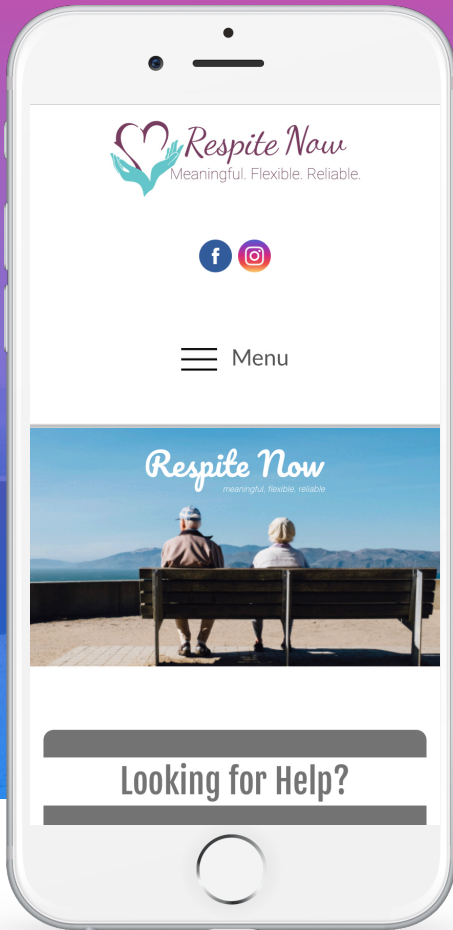 Respite Now
Meaningful. Flexible. Reliable.
Menu
Respite Now
meaningful, flexible. reliable
Looking for Help?